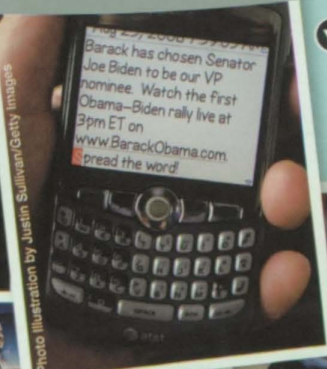 Barack has chosen Senator
Joe Biden to be our VP
nominee. Watch the first
Obama–Biden rally live at
3pm ET on
www.BarackObama.com.
Spread the word!
at&t
Photo Illustration by Justin Sullivan/Getty Images